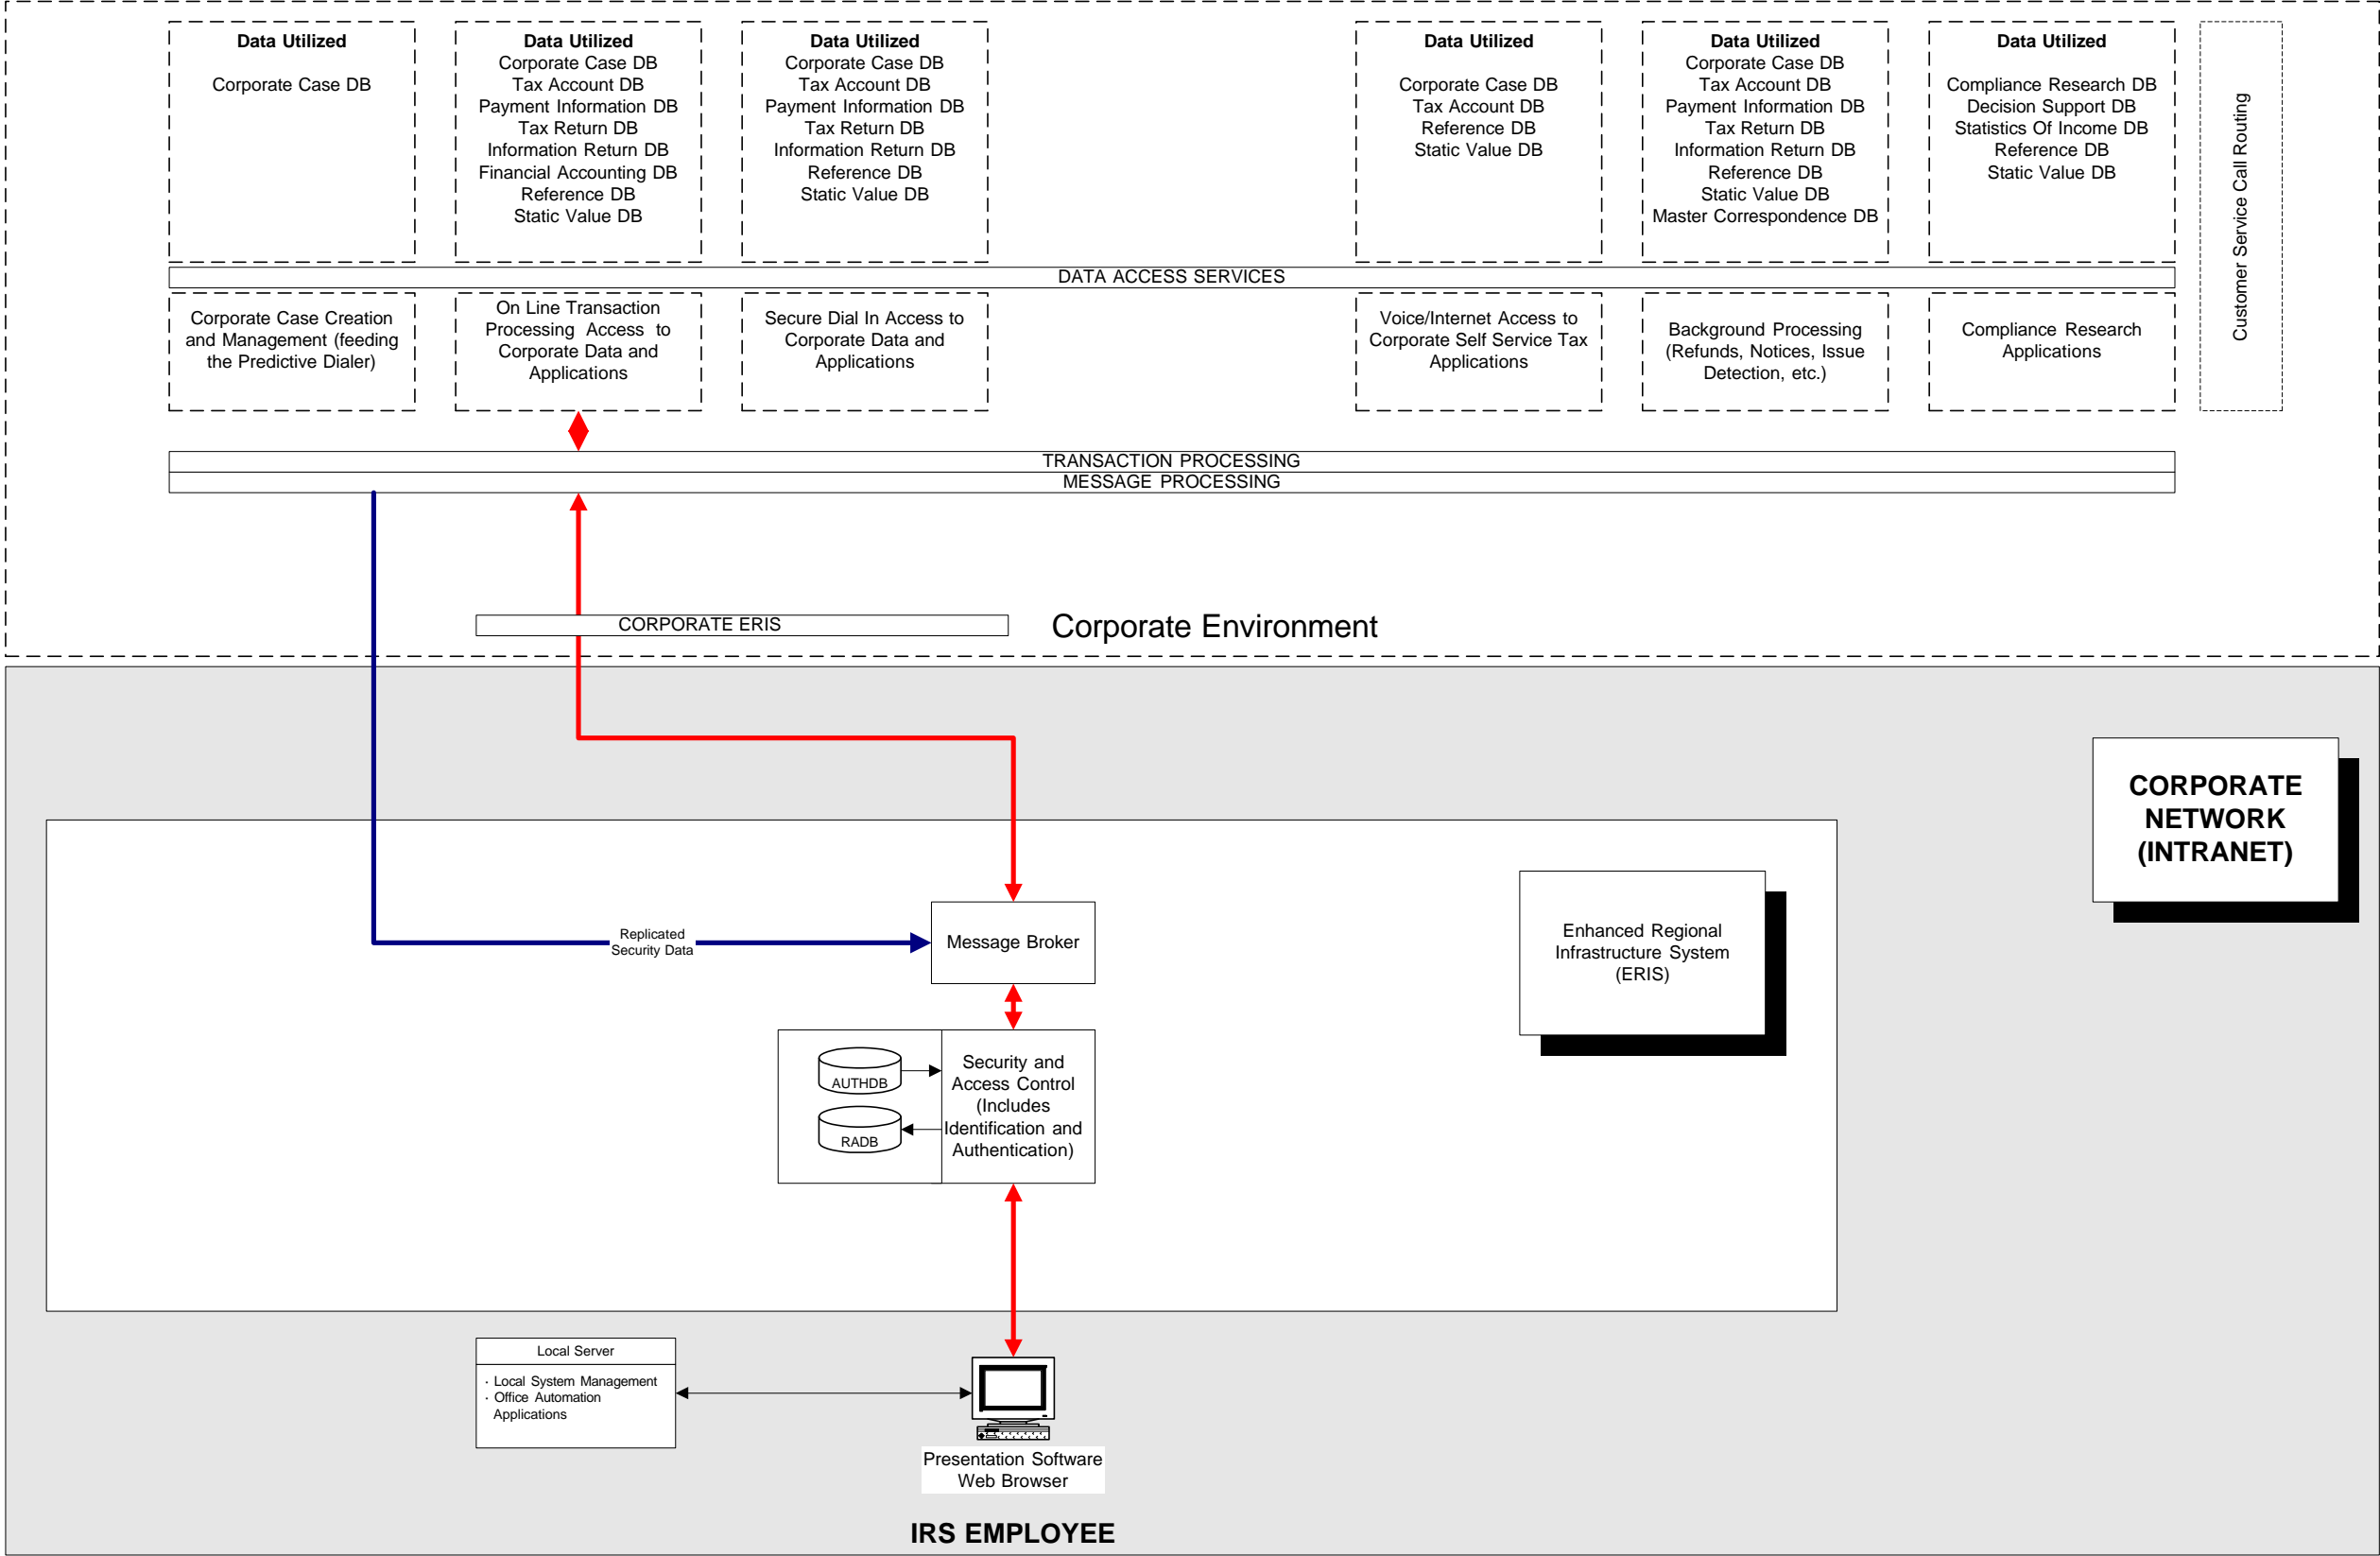 Data Utilized
Corporate Case DB
Data Utilized
Corporate Case DB
Tax Account DB
Payment Information DB
Tax Return DB
Information Return DB
Financial Accounting DB
Reference DB
Static Value DB
Data Utilized
Corporate Case DB
Tax Account DB
Payment Information DB
Tax Return DB
Information Return DB
Reference DB
Static Value DB
Data Utilized
Corporate Case DB
Tax Account DB
Reference DB
Static Value DB
Data Utilized
Corporate Case DB
Tax Account DB
Payment Information DB
Tax Return DB
Information Return DB
Reference DB
Static Value DB
Master Correspondence DB
Data Utilized
Compliance Research DB
Decision Support DB
Statistics Of Income DB
Reference DB
Static Value DB
Customer Service Call Routing
DATA ACCESS SERVICES
Corporate Case Creation
and Management (feeding
the Predictive Dialer)
On Line Transaction
Processing Access to
Corporate Data and
Applications
Secure Dial In Access to
Corporate Data and
Applications
Voice/Internet Access to
Corporate Self Service Tax
Applications
Background Processing
(Refunds, Notices, Issue
Detection, etc.)
Compliance Research
Applications
TRANSACTION PROCESSING
MESSAGE PROCESSING
CORPORATE ERIS
Corporate Environment
CORPORATE
NETWORK
(INTRANET)
Enhanced Regional
Infrastructure System
(ERIS)
Replicated
Security Data
Message Broker
AUTHDB
RADB
Security and
Access Control
(Includes
Identification and
Authentication)
Local Server
· Local System Management
· Office Automation
Applications
Presentation Software
Web Browser
IRS EMPLOYEE